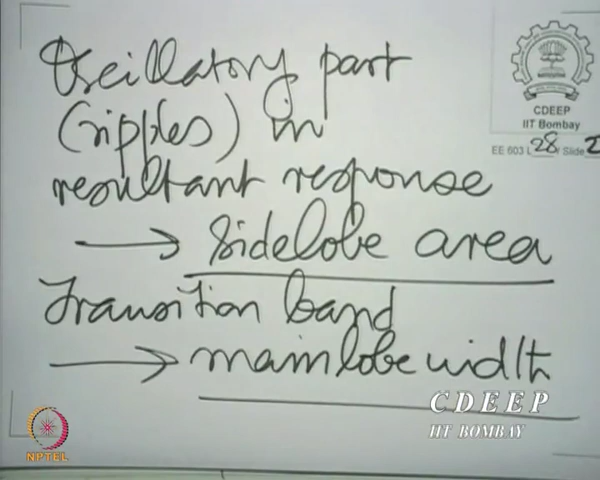 Oscillatory part
(ripples) in
resultant response
→ Sidelobe area
Transition band
→ mainlobe width
CDEEP
IIT Bombay
EE 603 L 28 / Slide 2
CDEEP
IIT BOMBAY
NPTEL